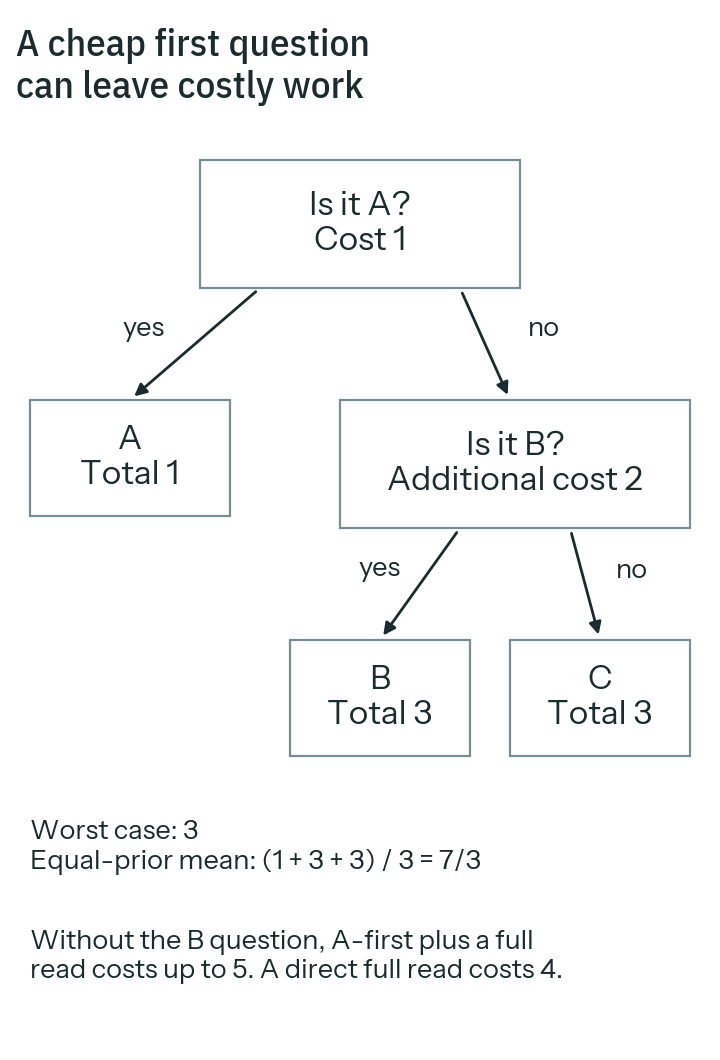 A cheap first question
can leave costly work
Is it A?
Cost 1
yes
no
A
Total 1
Is it B?
Additional cost 2
yes
no
B
Total 3
C
Total 3
Worst case: 3
Equal-prior mean: (1 + 3 + 3) / 3 = 7/3
Without the B question, A-first plus a full
read costs up to 5. A direct full read costs 4.